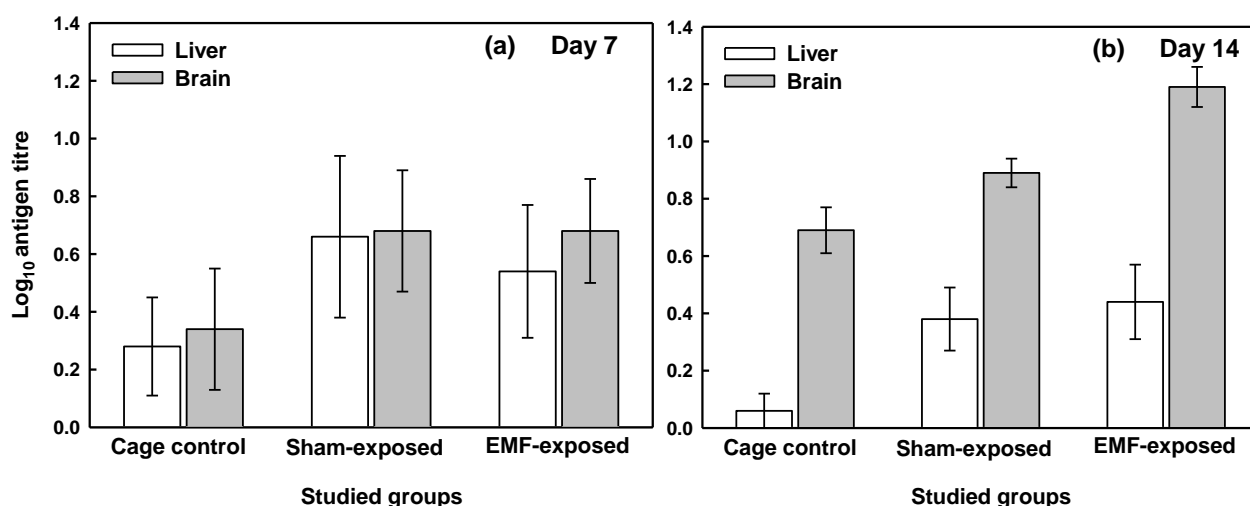 Log10 antigen titre
1.4
1.2
1.0
0.8
0.6
0.4
0.2
0.0
Liver
Brain
(a) Day 7
Cage control Sham-exposed EMF-exposed
Studied groups
1.4
1.2
1.0
0.8
0.6
0.4
0.2
0.0
Liver
Brain
(b) Day 14
Cage control Sham-exposed EMF-exposed
Studied groups